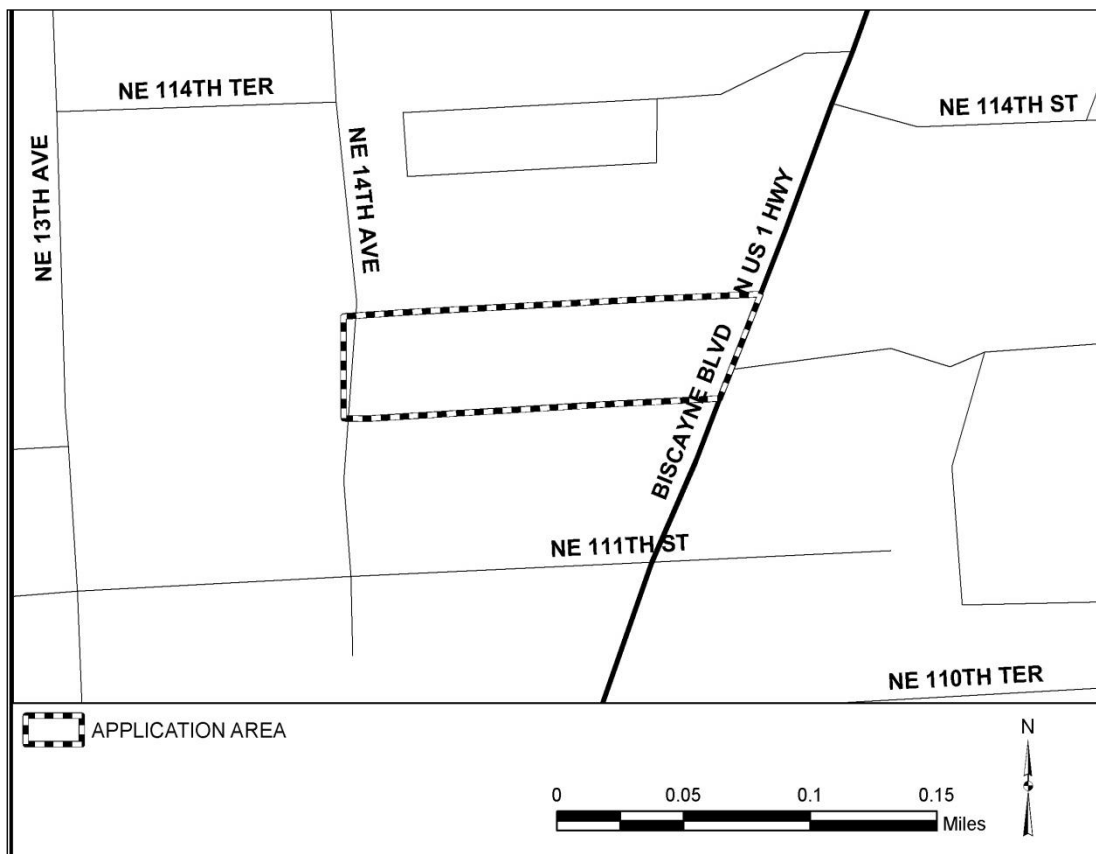 NE 114TH TER
NE 114TH ST
NE 13TH AVE
NE 14TH AVE
N US 1 HWY
BISCAYNE BLVD
NE 111TH ST
NE 110TH TER
APPLICATION AREA
N
0 0.05 0.1 0.15
Miles